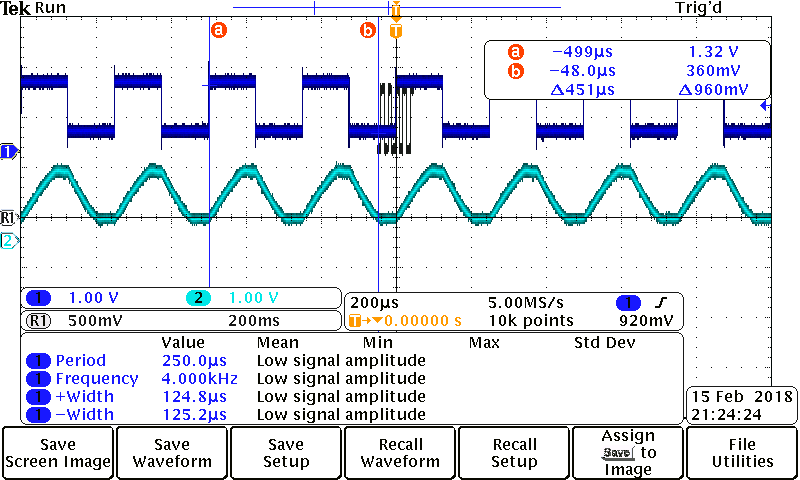 Tek Run Trig'd
T
a b T
a −499µs 1.32 V
b −48.0µs 360mV
Δ451µs Δ960mV
1
R1
2
1 1.00 V 2 1.00 V
R1 500mV 200ms
200µs 5.00MS/s 1
T→▼0.00000 s 10k points 920mV
Value Mean Min Max Std Dev
1 Period 250.0µs Low signal amplitude
1 Frequency 4.000kHz Low signal amplitude
1 +Width 124.8µs Low signal amplitude
1 −Width 125.2µs Low signal amplitude
15 Feb 2018
21:24:24
Save
Screen Image
Save
Waveform
Save
Setup
Recall
Waveform
Recall
Setup
Assign
Save to
Image
File
Utilities